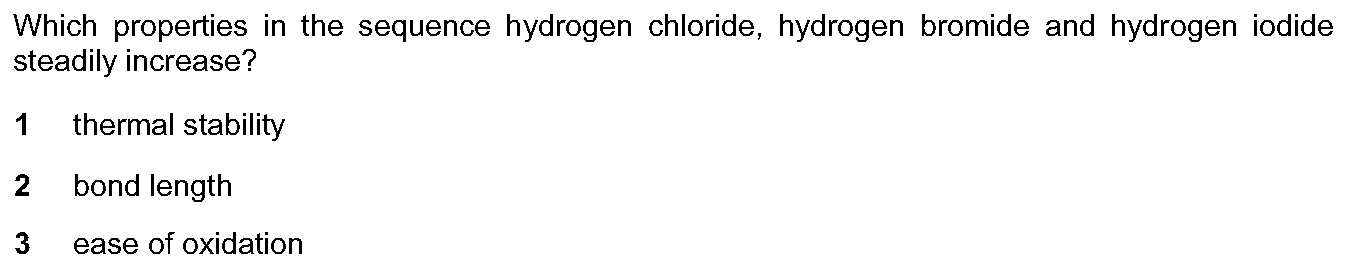 Which properties in the sequence hydrogen chloride, hydrogen bromide and hydrogen iodide
steadily increase?
1 thermal stability
2 bond length
3 ease of oxidation